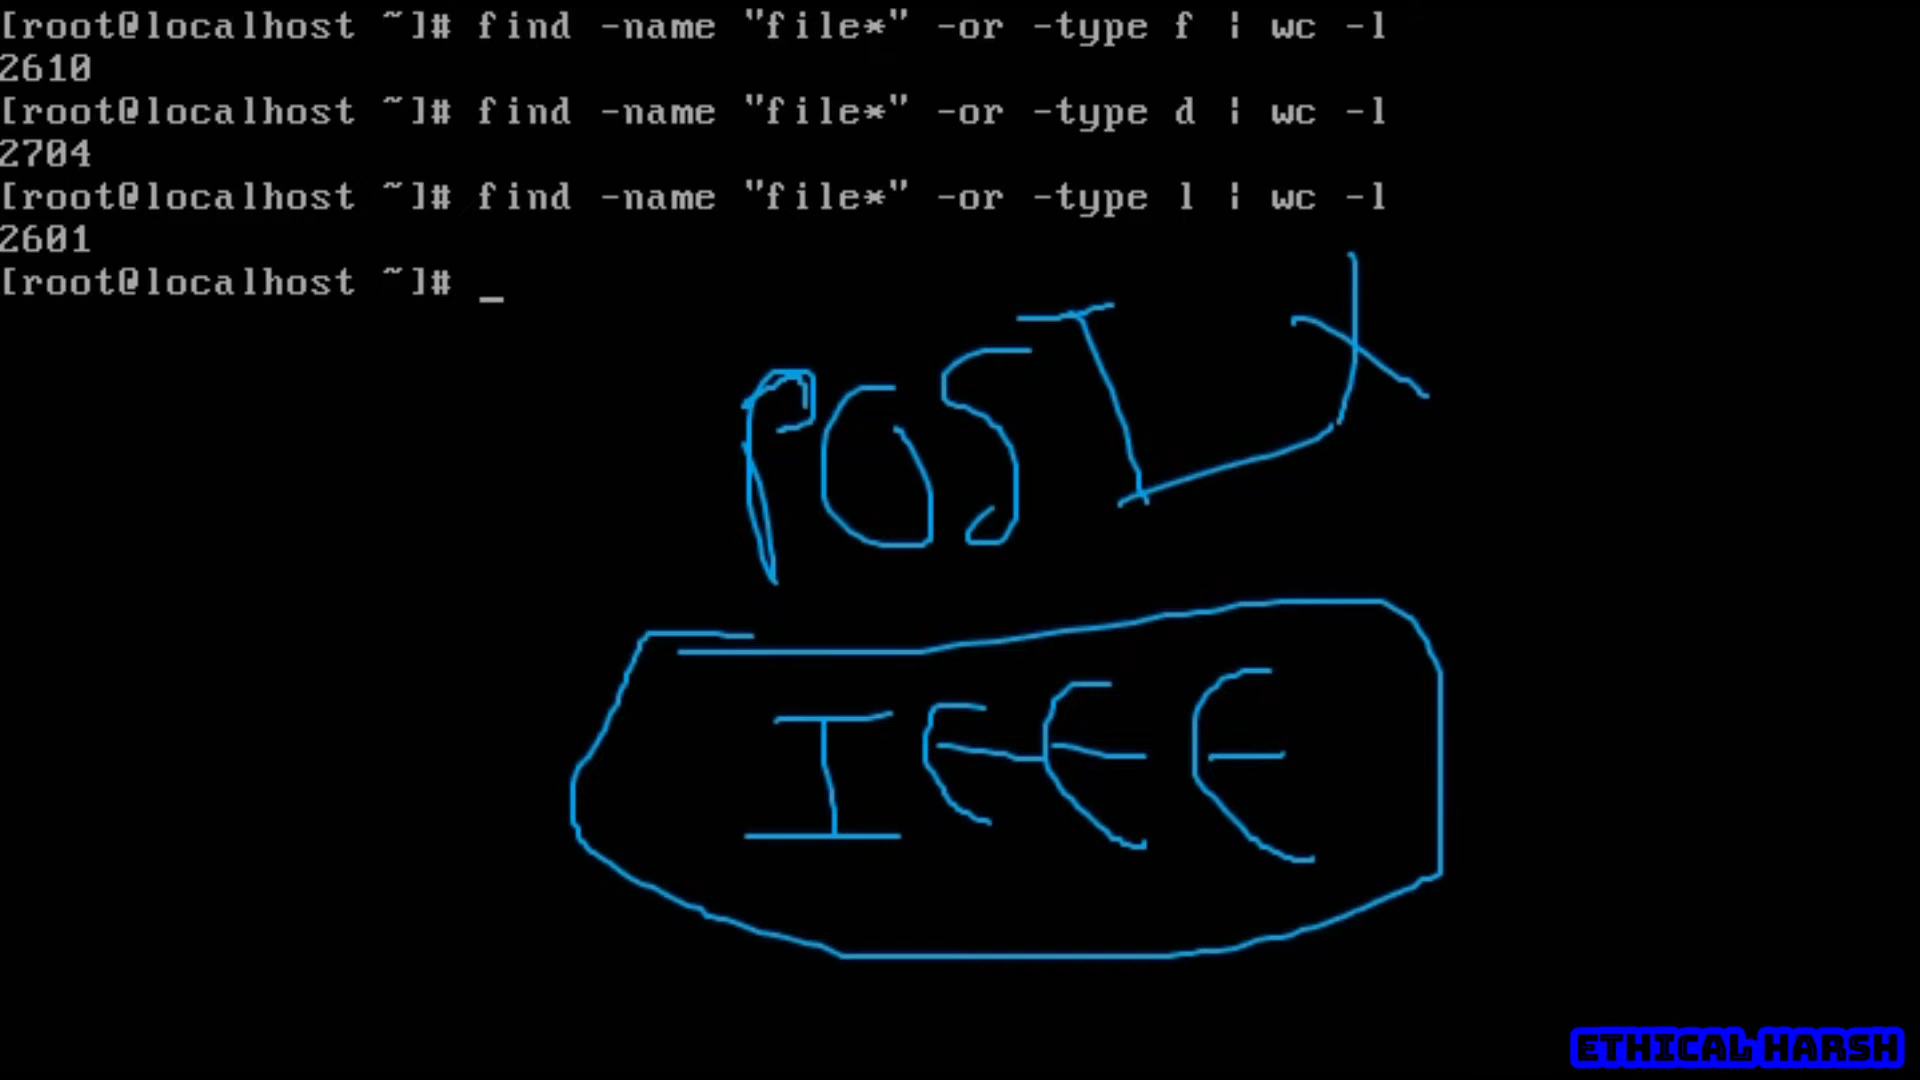 [root@localhost ~]# find -name "file*" -or -type f | wc -l
2610
[root@localhost ~]# find -name "file*" -or -type d | wc -l
2704
[root@localhost ~]# find -name "file*" -or -type l | wc -l
2601
[root@localhost ~]# _
POSIX
IEEE
ETHICAL HARSH